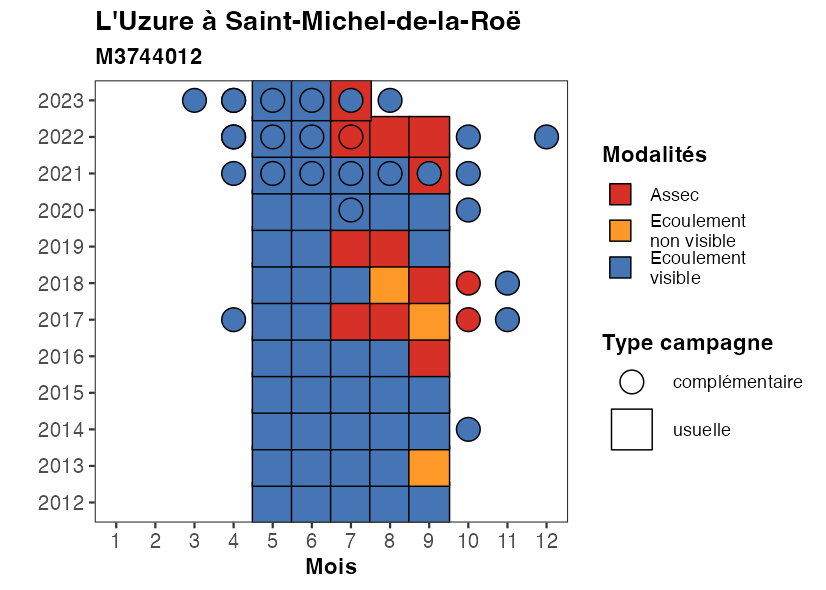 L'Uzure à Saint-Michel-de-la-Roë
M3744012
2023
2022
2021
2020
2019
2018
2017
2016
2015
2014
2013
2012
1 2 3 4 5 6 7 8 9 10 11 12
Mois
Modalités
Assec
Ecoulement
non visible
Ecoulement
visible
Type campagne
complémentaire
usuelle